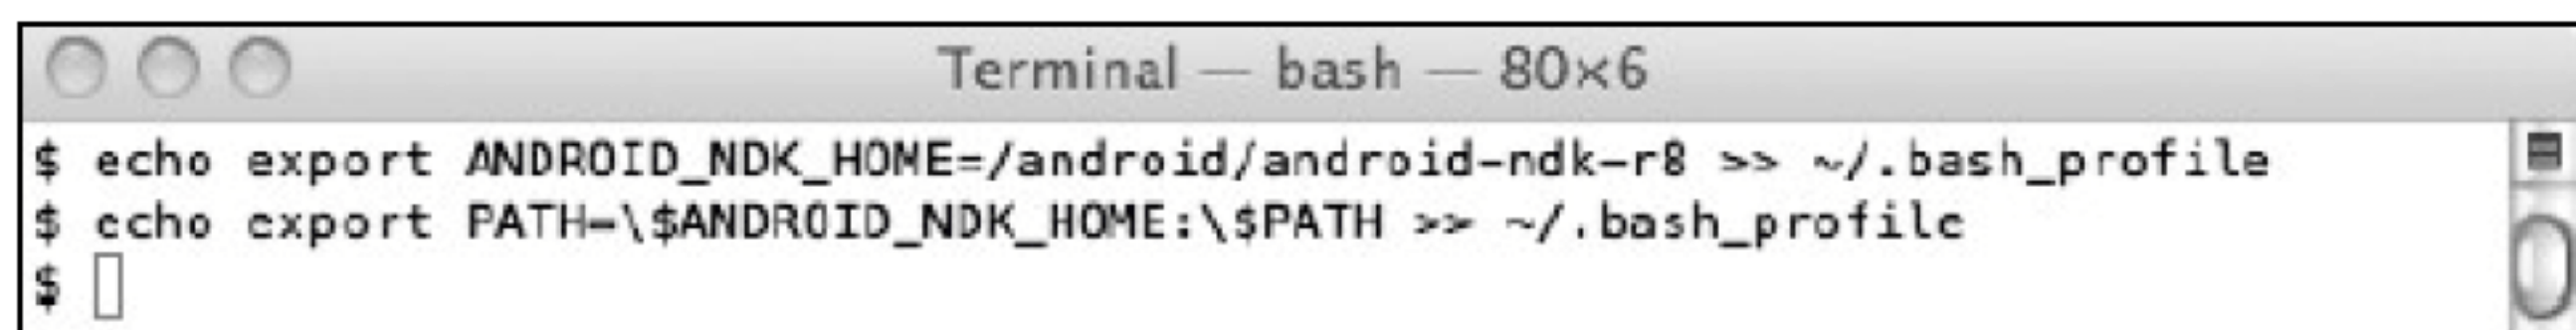 Terminal — bash — 80×6
$ echo export ANDROID_NDK_HOME=/android/android-ndk-r8 >> ~/.bash_profile
$ echo export PATH=\$ANDROID_NDK_HOME:\$PATH >> ~/.bash_profile
$